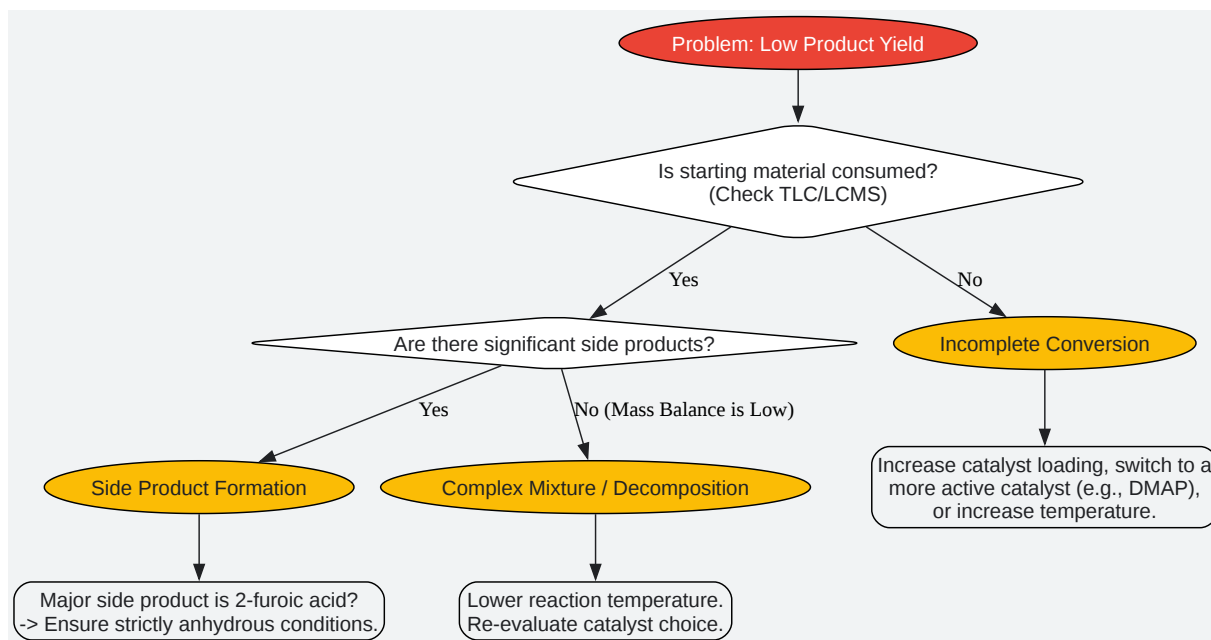 Problem: Low Product Yield
Is starting material consumed?
(Check TLC/LCMS)
Yes
No
Are there significant side products?
Incomplete Conversion
Yes
No (Mass Balance is Low)
Increase catalyst loading, switch to a
more active catalyst (e.g., DMAP),
or increase temperature.
Side Product Formation
Complex Mixture / Decomposition
Major side product is 2-furoic acid?
-> Ensure strictly anhydrous conditions.
Lower reaction temperature.
Re-evaluate catalyst choice.